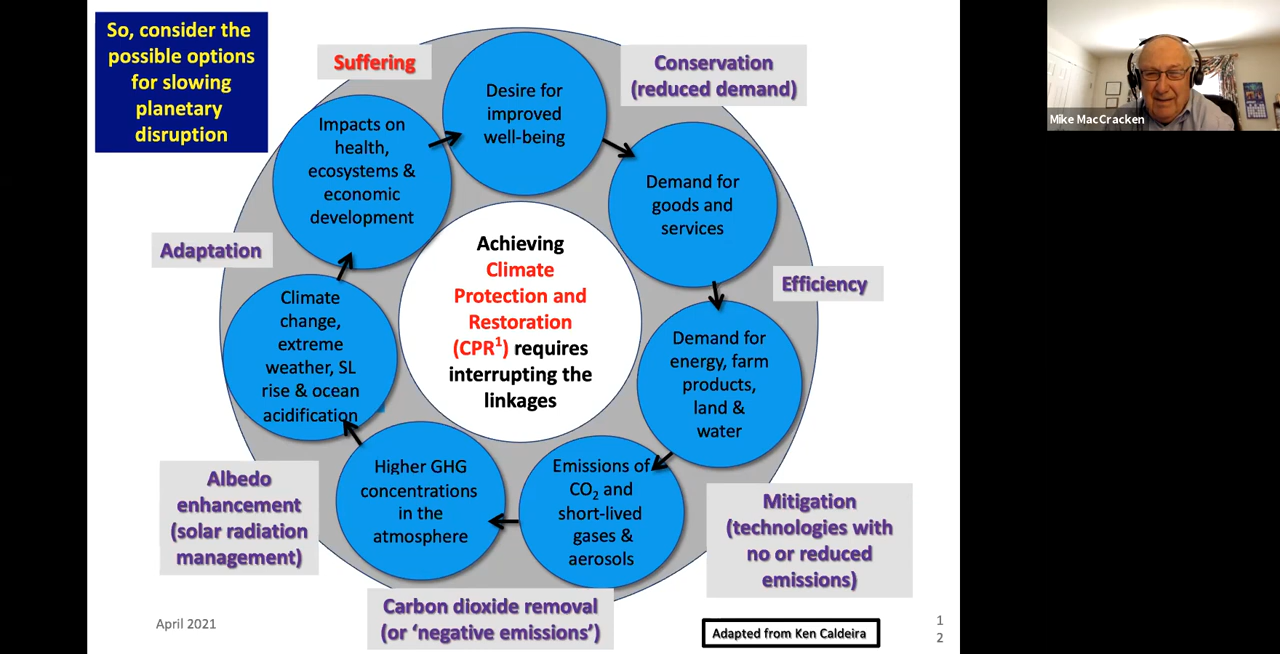 So, consider the
possible options
for slowing
planetary
disruption
Suffering
Conservation
(reduced demand)
Mike MacCracken
Desire for
improved
well-being
Impacts on
health,
ecosystems &
economic
development
Demand for
goods and
services
Adaptation
Achieving
Climate
Protection and
Restoration
(CPR¹) requires
interrupting the
linkages
Efficiency
Climate
change,
extreme
weather, SL
rise & ocean
acidification
Demand for
energy, farm
products,
land &
water
Albedo
enhancement
(solar radiation
management)
Higher GHG
concentrations
in the
atmosphere
Emissions of
CO₂ and
short-lived
gases &
aerosols
Mitigation
(technologies with
no or reduced
emissions)
Carbon dioxide removal
(or ‘negative emissions’)
April 2021
Adapted from Ken Caldeira
1
2